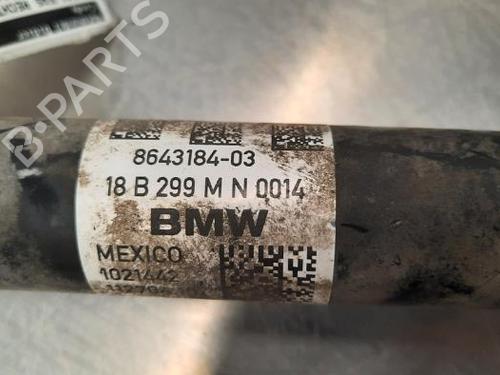 B-PARTS
8643184-03
18 B 299 M N 0014
BMW
MEXICO
1021442